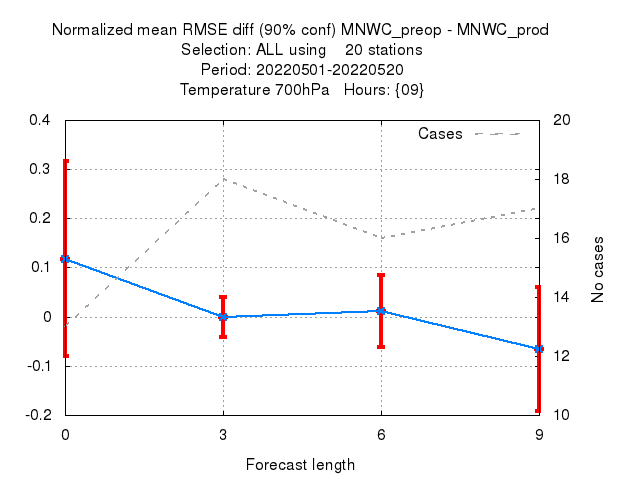 Normalized mean RMSE diff (90% conf) MNWC_preop - MNWC_prod
Selection: ALL using    20 stations
Period: 20220501-20220520
Temperature 700hPa   Hours: {09}
Cases
0.4
0.3
0.2
0.1
0
-0.1
-0.2
20
18
16
14
12
10
No cases
0 3 6 9
Forecast length